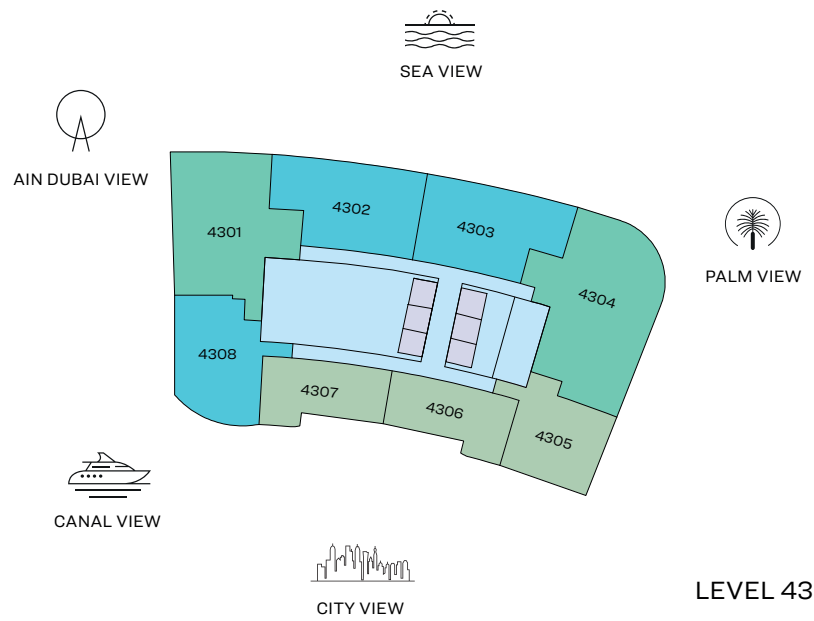 SEA VIEW
AIN DUBAI VIEW
4302
4303
4301
PALM VIEW
4304
4308
4307
4306
4305
CANAL VIEW
CITY VIEW
LEVEL 43